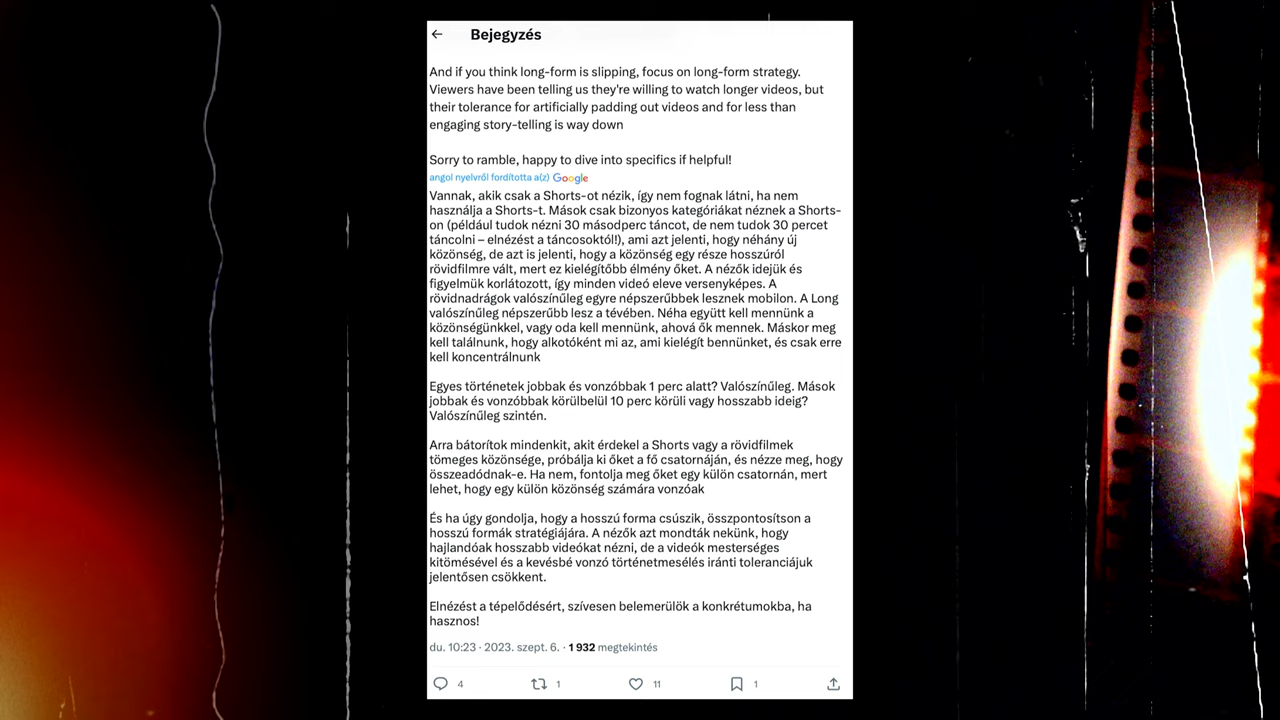 Bejegyzés
And if you think long-form is slipping, focus on long-form strategy.
Viewers have been telling us they're willing to watch longer videos, but
their tolerance for artificially padding out videos and for less than
engaging story-telling is way down
Sorry to ramble, happy to dive into specifics if helpful!
angol nyelvről fordította a(z) Google
Vannak, akik csak a Shorts-ot nézik, így nem fognak látni, ha nem
használja a Shorts-t. Mások csak bizonyos kategóriákat néznek a Shorts-
on (például tudok nézni 30 másodperc táncot, de nem tudok 30 percet
táncolni – elnézést a táncosoktól!), ami azt jelenti, hogy néhány új
közönség, de azt is jelenti, hogy a közönség egy része hosszúról
rövidfilmre vált, mert ez kielégítőbb élmény őket. A nézők idejük és
figyelmük korlátozott, így minden videó eleve versenyképes. A
rövidnadrágok valószínűleg egyre népszerűbbek lesznek mobilon. A Long
valószínűleg népszerűbb lesz a tévében. Néha együtt kell mennünk a
közönségünkkel, vagy oda kell mennünk, ahová ők mennek. Máskor meg
kell találnunk, hogy alkotóként mi az, ami kielégít bennünket, és csak erre
kell koncentrálnunk
Egyes történetek jobbak és vonzóbbak 1 perc alatt? Valószínűleg. Mások
jobbak és vonzóbbak körülbelül 10 perc körüli vagy hosszabb ideig?
Valószínűleg szintén.
Arra bátorítok mindenkit, akit érdekel a Shorts vagy a rövidfilmek
tömeges közönsége, próbálja ki őket a fő csatornáján, és nézze meg, hogy
összeadódnak-e. Ha nem, fontolja meg őket egy külön csatornán, mert
lehet, hogy egy külön közönség számára vonzóak
És ha úgy gondolja, hogy a hosszú forma csúszik, összpontosítson a
hosszú formák stratégiájára. A nézők azt mondták nekünk, hogy
hajlandóak hosszabb videókat nézni, de a videók mesterséges
kitömésével és a kevésbé vonzó történetmesélés iránti toleranciájuk
jelentősen csökkent.
Elnézést a tépelődésért, szívesen belemerülök a konkrétumokba, ha
hasznos!
du. 10:23 · 2023. szept. 6. · 1 932 megtekintés
4 1 11 1